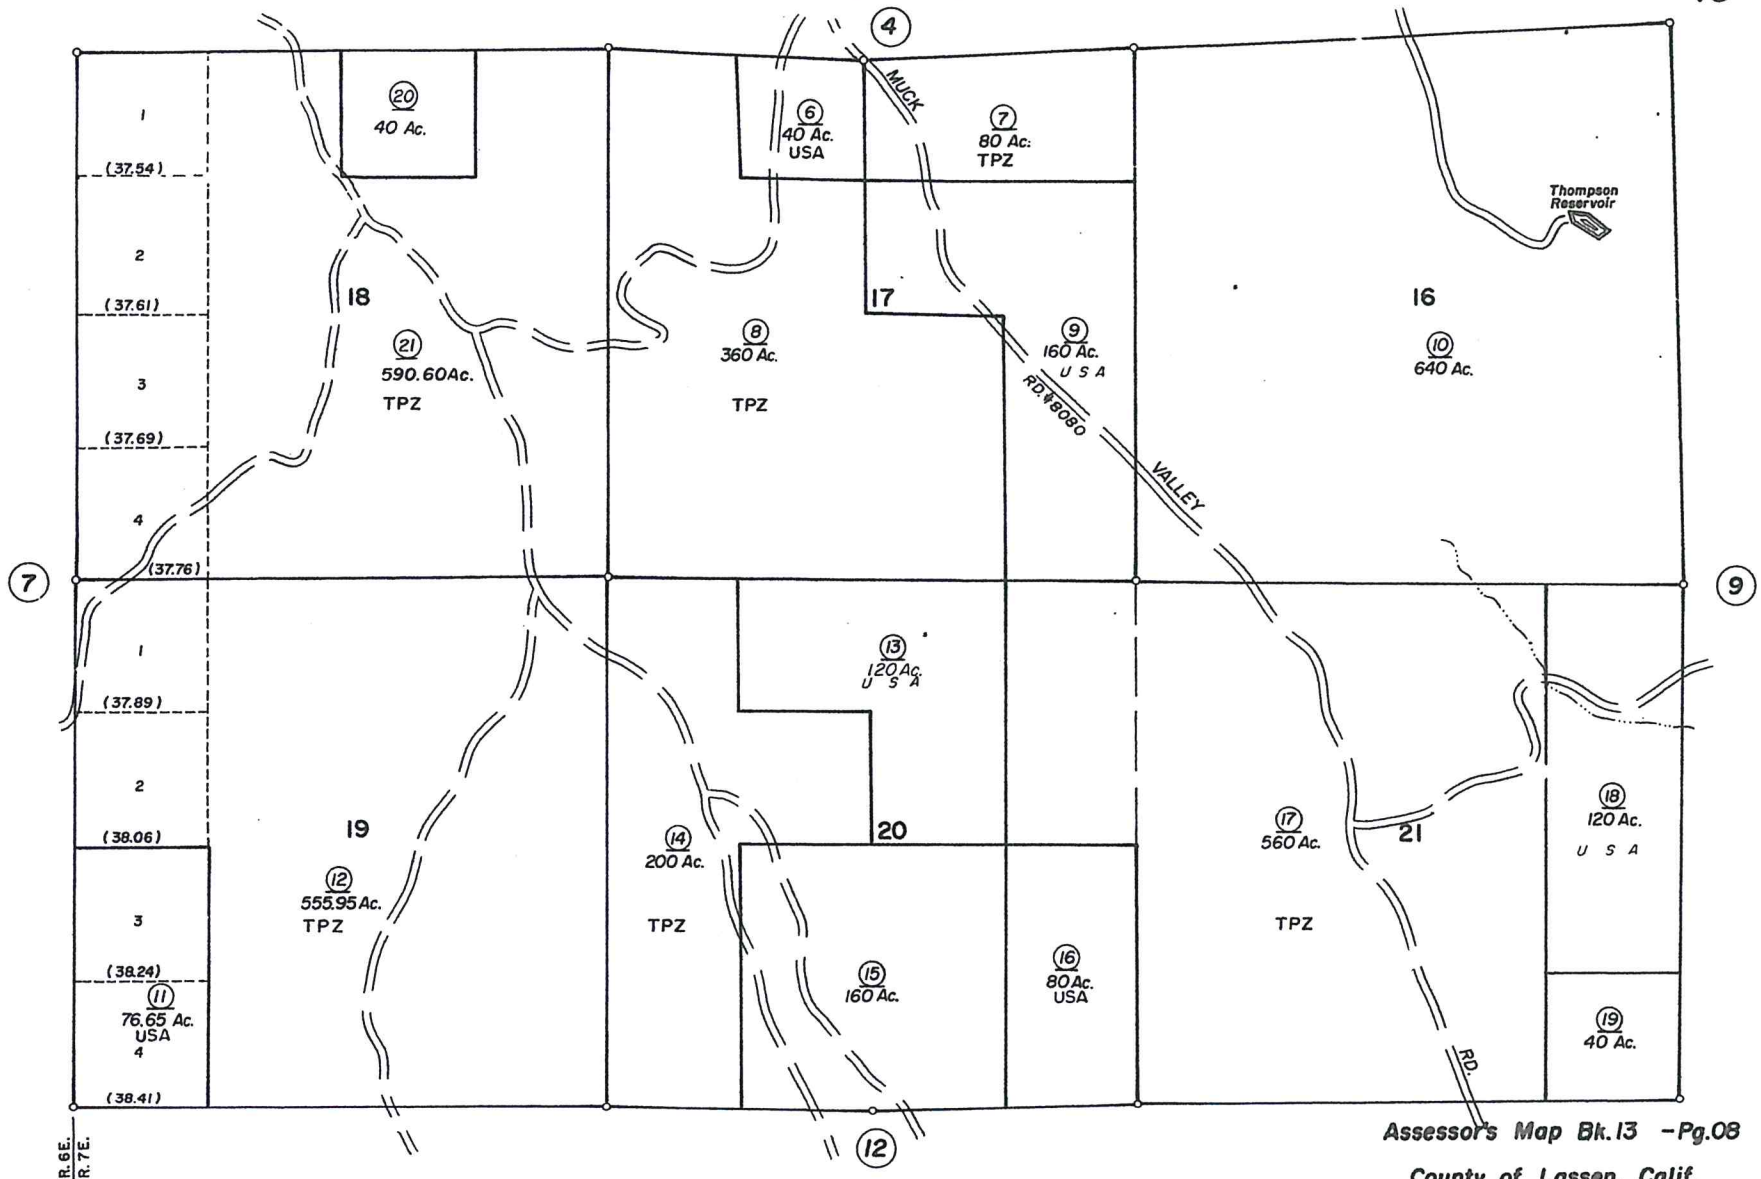 4
MUCK
1
20
40 Ac.
6
40 Ac.
USA
7
80 Ac.
TPZ
(37.54)
Thompson
Reservoir
2
(37.61)
18
17
16
21
590.60 Ac.
TPZ
8
360 Ac.
TPZ
9
160 Ac.
U S A
10
640 Ac.
3
RD.#8080
(37.69)
VALLEY
4
(37.76)
7
9
1
13
120 Ac.
U S A
(37.89)
2
(38.06)
19
14
200 Ac.
TPZ
20
17
560 Ac.
TPZ
21
18
120 Ac.
U S A
12
555.95 Ac.
TPZ
3
(38.24)
11
76.65 Ac.
USA
4
15
160 Ac.
16
80 Ac.
USA
19
40 Ac.
RD.
(38.41)
R.6E.
R.7E.
12
Assessor's Map Bk.13 -Pg.08
County of Lassen, Calif.